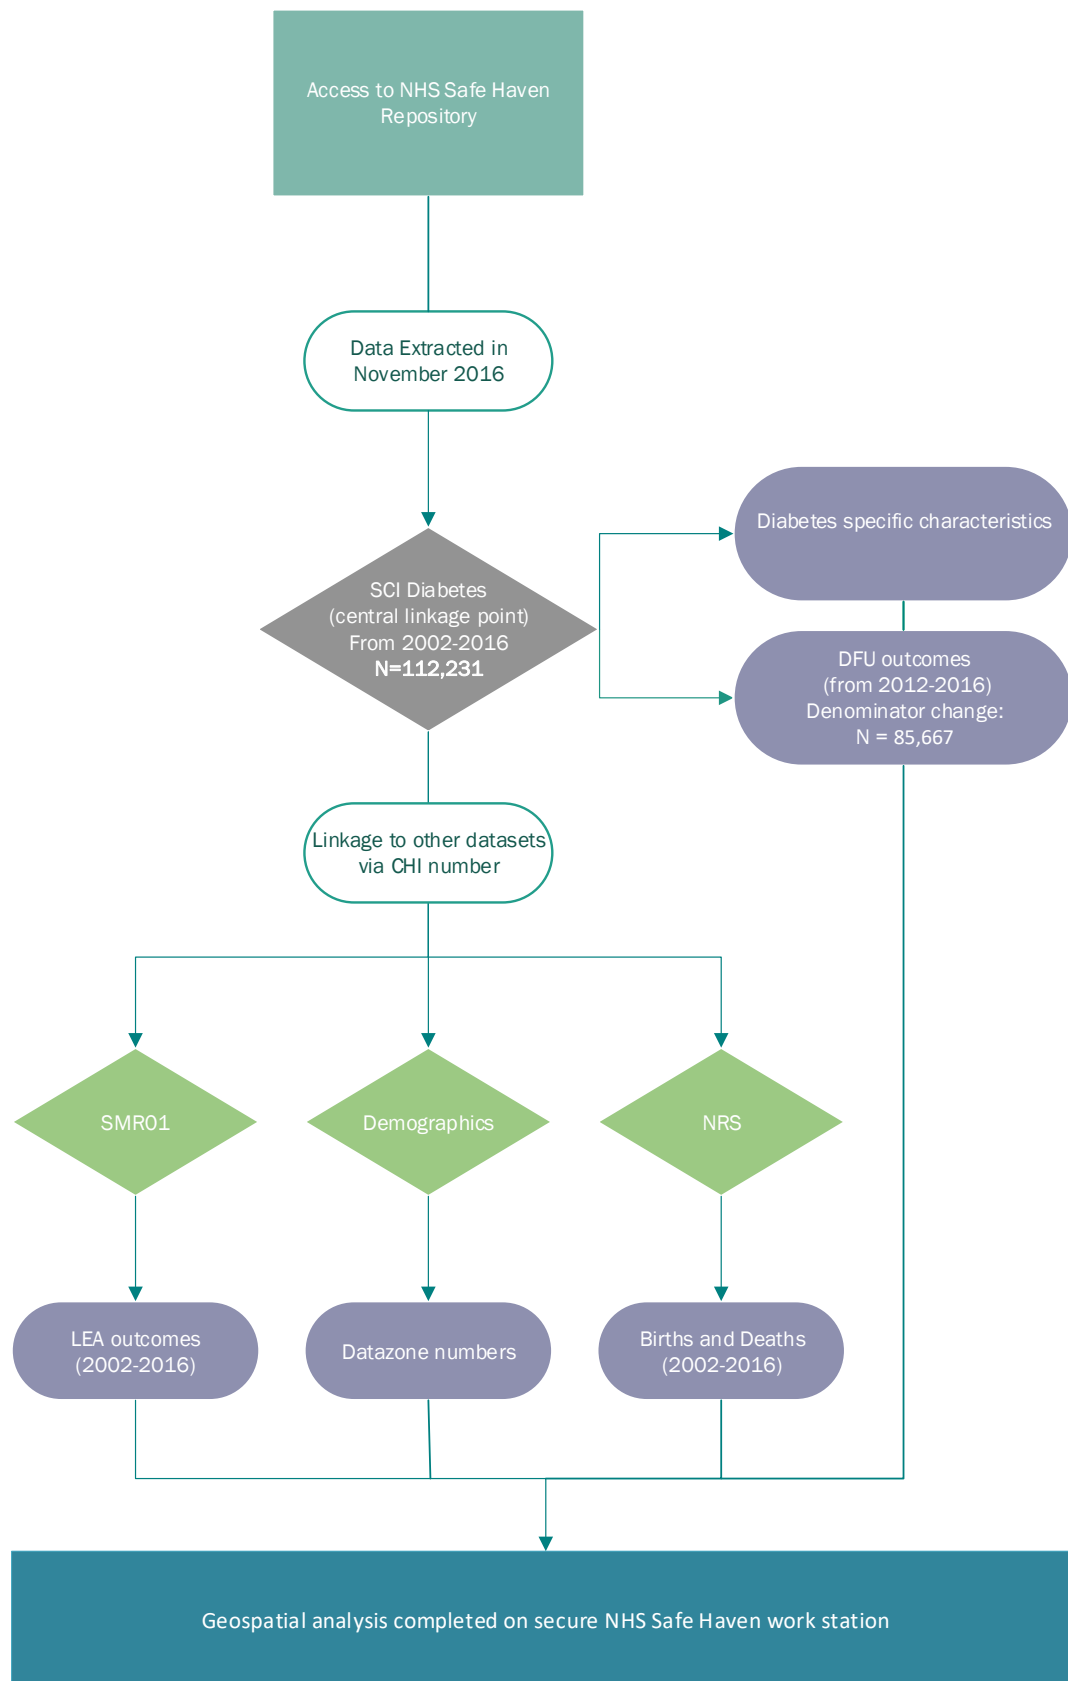 Access to NHS Safe Haven
Repository
Data Extracted in
November 2016
SCI Diabetes
(central linkage point)
From 2002-2016
N=112,231
Diabetes specific characteristics
DFU outcomes
(from 2012-2016)
Denominator change:
N = 85,667
Linkage to other datasets
via CHI number
SMR01
Demographics
NRS
LEA outcomes
(2002-2016)
Datazone numbers
Births and Deaths
(2002-2016)
Geospatial analysis completed on secure NHS Safe Haven work station